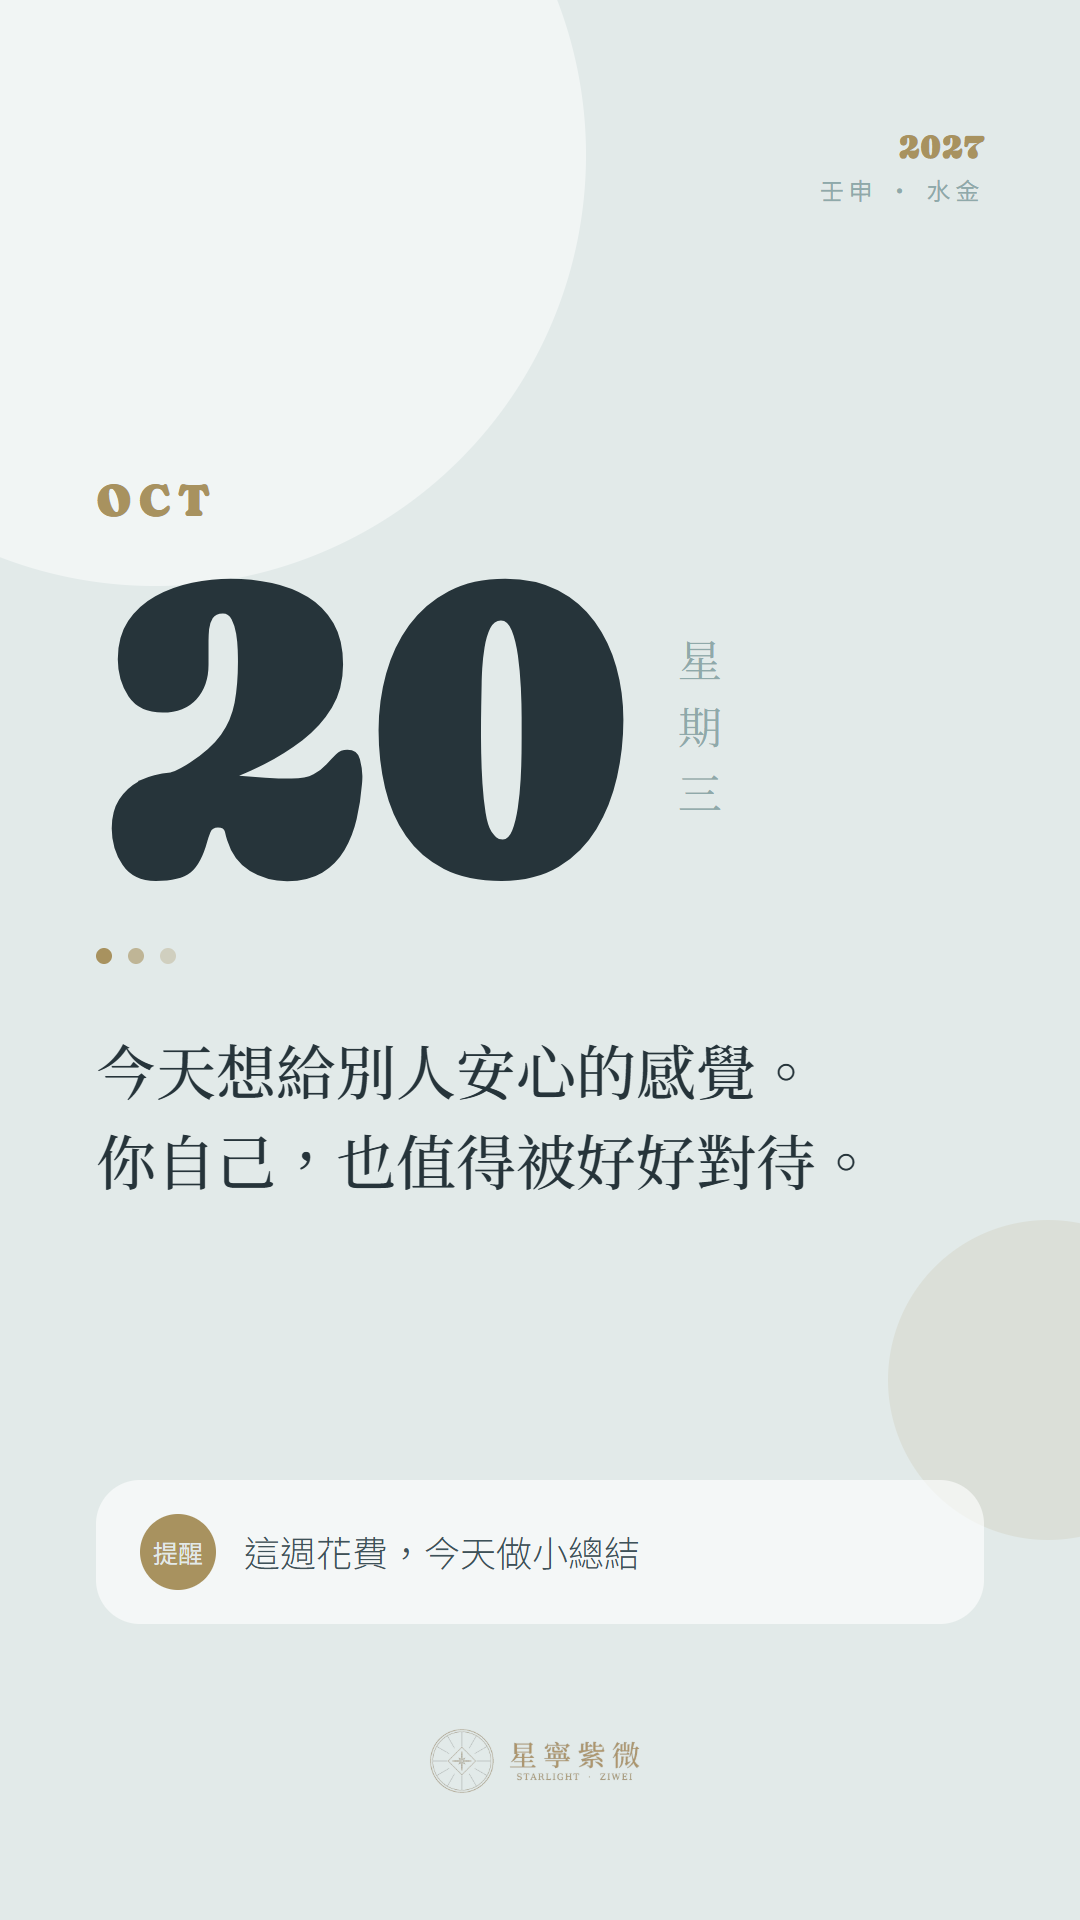 2027
壬申 · 水金
OCT
20
星期三
今天想給別人安心的感覺。
你自己，也值得被好好對待。
提醒
這週花費，今天做小總結
星寧紫微
STARLIGHT · ZIWEI